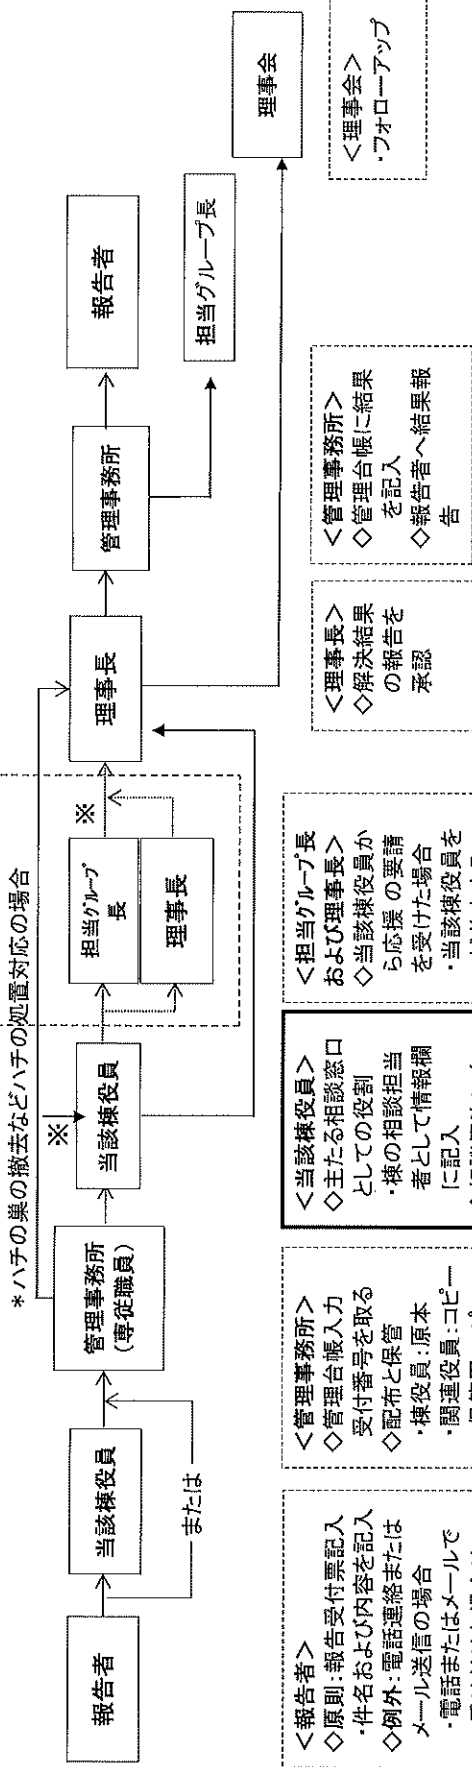 *ハチの巣の撤去などハチの処置対応の場合
報告者
当該棟役員
または
管理事務所
(専従職員)
※
当該棟役員
担当グループ
長
理事長
※
理事長
管理事務所
報告者
担当グループ長
理事会
<報告者>
◇原則:報告受付票記入
・件名および内容を記入
◇例外:電話連絡または
メール送信の場合
・電話またはメールで
<管理事務所>
◇管理台帳入力
受付番号を取る
◇配布と保管
・棟役員:原本
・関連役員:コピー
<当該棟役員>
◇主たる相談窓口
としての役割
・棟の相談担当
者として情報欄
に記入
<担当グループ長
および理事長>
◇当該棟役員か
ら応援の要請
を受けた場合
・当該棟役員を
<理事長>
◇解決結果
の報告を
承認
<管理事務所>
◇管理台帳に結果
を記入
◇報告者へ結果報
告
<理事会>
・フォローアップ